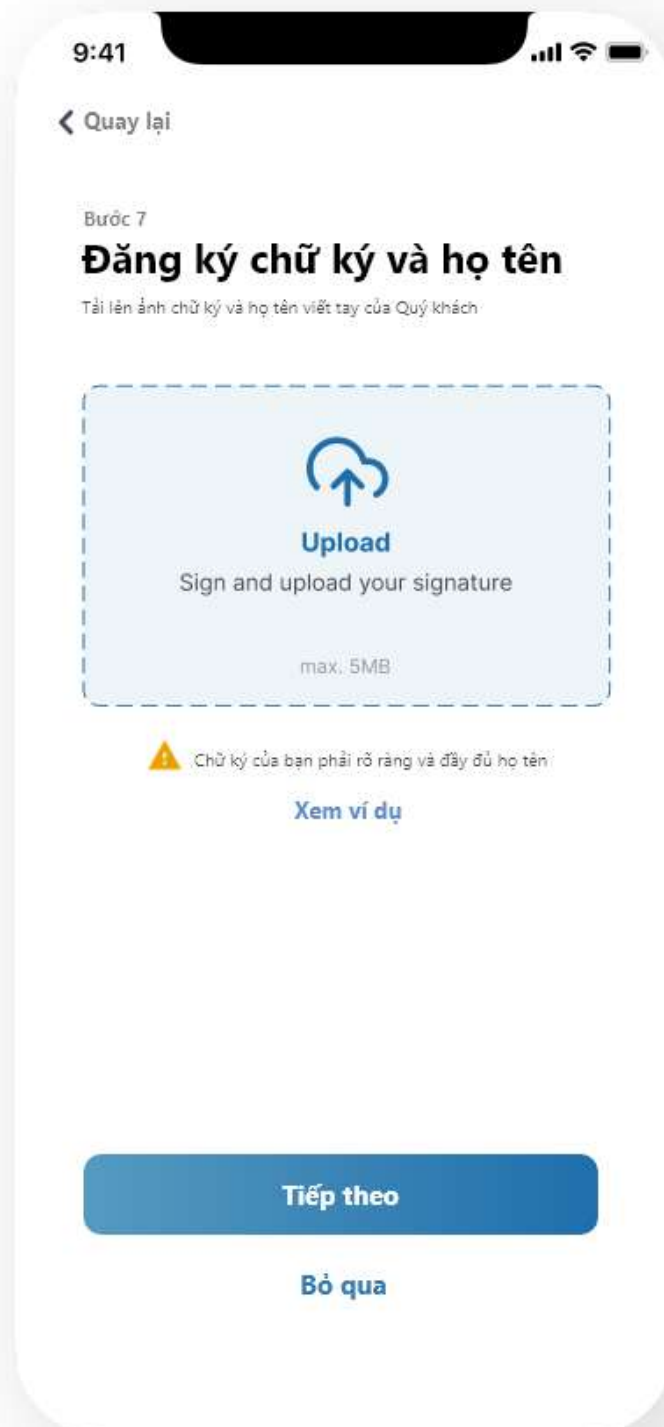 9:41
Quay lại
Bước 7
Đăng ký chữ ký và họ tên
Tải lên ảnh chữ ký và họ tên viết tay của Quý khách
Upload
Sign and upload your signature
max. 5MB
Chữ ký của bạn phải rõ ràng và đầy đủ họ tên
Xem ví dụ
Tiếp theo
Bỏ qua